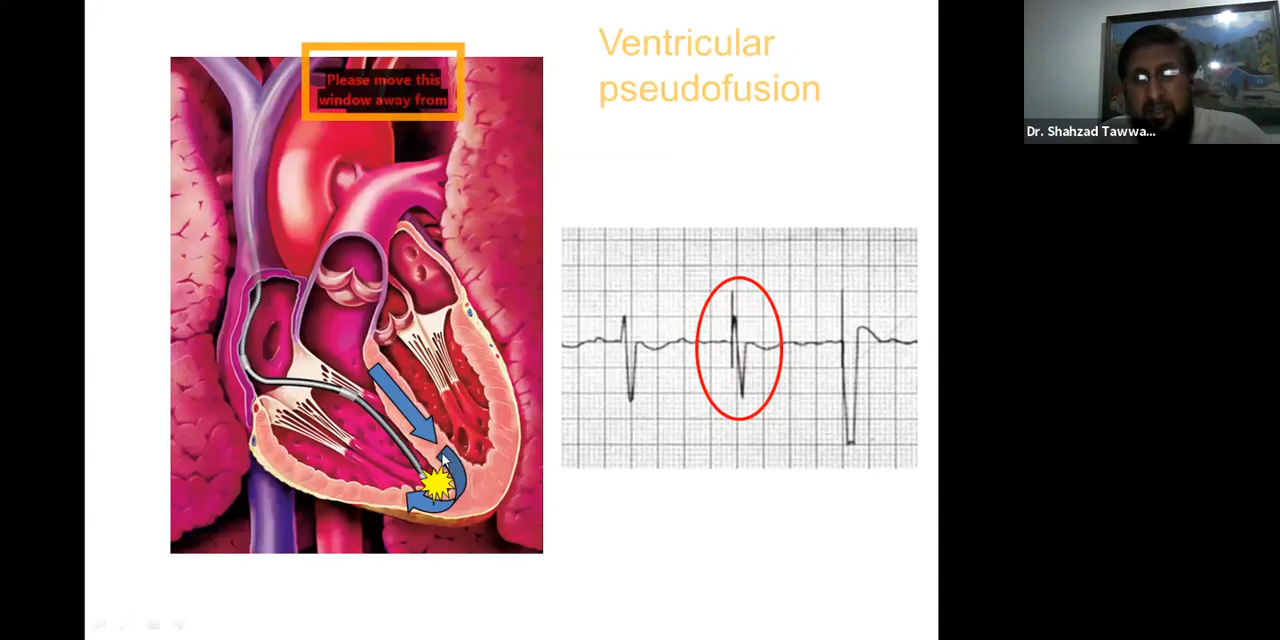 Ventricular
pseudofusion
Please move this
window away from
Dr. Shahzad Tawwa...